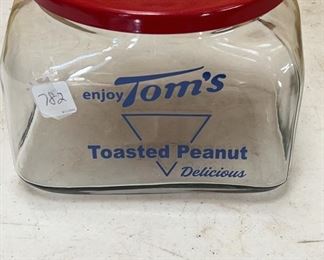 enjoy Tom's
782
Toasted Peanut
Delicious